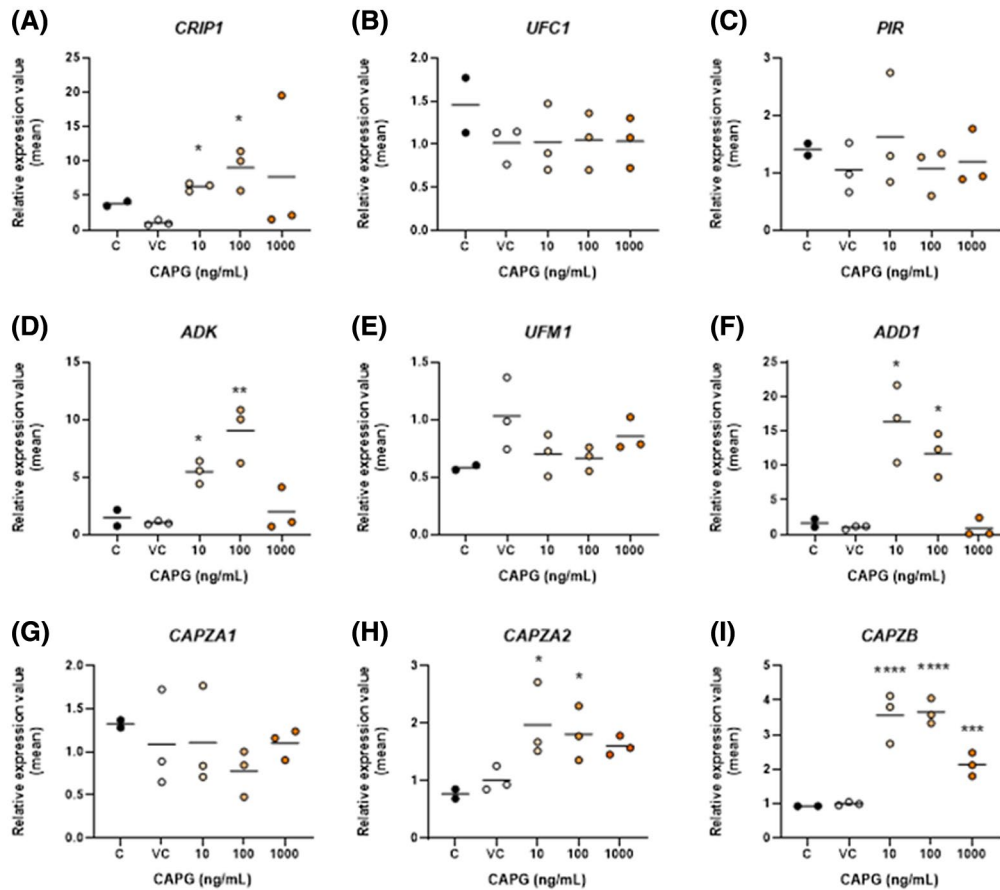 (A)
CRIP1
Relative expression value
(mean)
25
20
15
10
5
0
*
*
C VC 10 100 1000
CAPG (ng/mL)
(B)
UFC1
Relative expression value
(mean)
2.0
1.5
1.0
0.5
0.0
C VC 10 100 1000
CAPG (ng/mL)
(C)
PIR
Relative expression value
(mean)
3
2
1
0
C VC 10 100 1000
CAPG (ng/mL)
(D)
ADK
Relative expression value
(mean)
15
10
5
0
*
**
C VC 10 100 1000
CAPG (ng/mL)
(E)
UFM1
Relative expression value
(mean)
1.5
1.0
0.5
0.0
C VC 10 100 1000
CAPG (ng/mL)
(F)
ADD1
Relative expression value
(mean)
25
20
15
10
5
0
*
*
C VC 10 100 1000
CAPG (ng/mL)
(G)
CAPZA1
Relative expression value
(mean)
2.0
1.5
1.0
0.5
0.0
C VC 10 100 1000
CAPG (ng/mL)
(H)
CAPZA2
Relative expression value
(mean)
3
2
1
0
*
*
C VC 10 100 1000
CAPG (ng/mL)
(I)
CAPZB
Relative expression value
(mean)
5
4
3
2
1
0
**** ****
***
C VC 10 100 1000
CAPG (ng/mL)